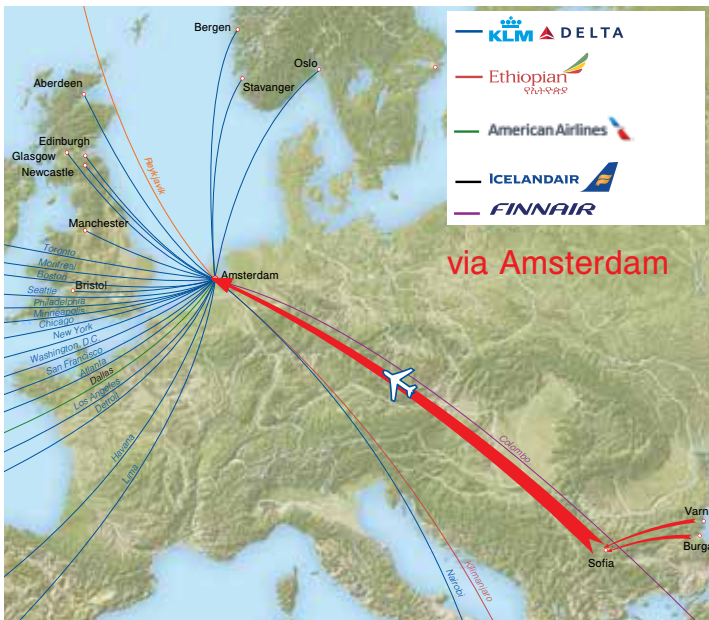 KLM DELTA
Ethiopian
የኢትዮጵያ
American Airlines
ICELANDAIR
FINNAIR
via Amsterdam
Bergen
Oslo
Stavanger
Aberdeen
Edinburgh
Glasgow
Newcastle
Reykjavik
Manchester
Toronto
Montreal
Boston
Bristol
Seattle
Philadelphia
Minneapolis
Chicago
New York
Washington, D.C.
San Francisco
Atlanta
Dallas
Los Angeles
Detroit
Havana
Lima
Amsterdam
Colombo
Kilimanjaro
Nairobi
Sofia
Varn
Burga